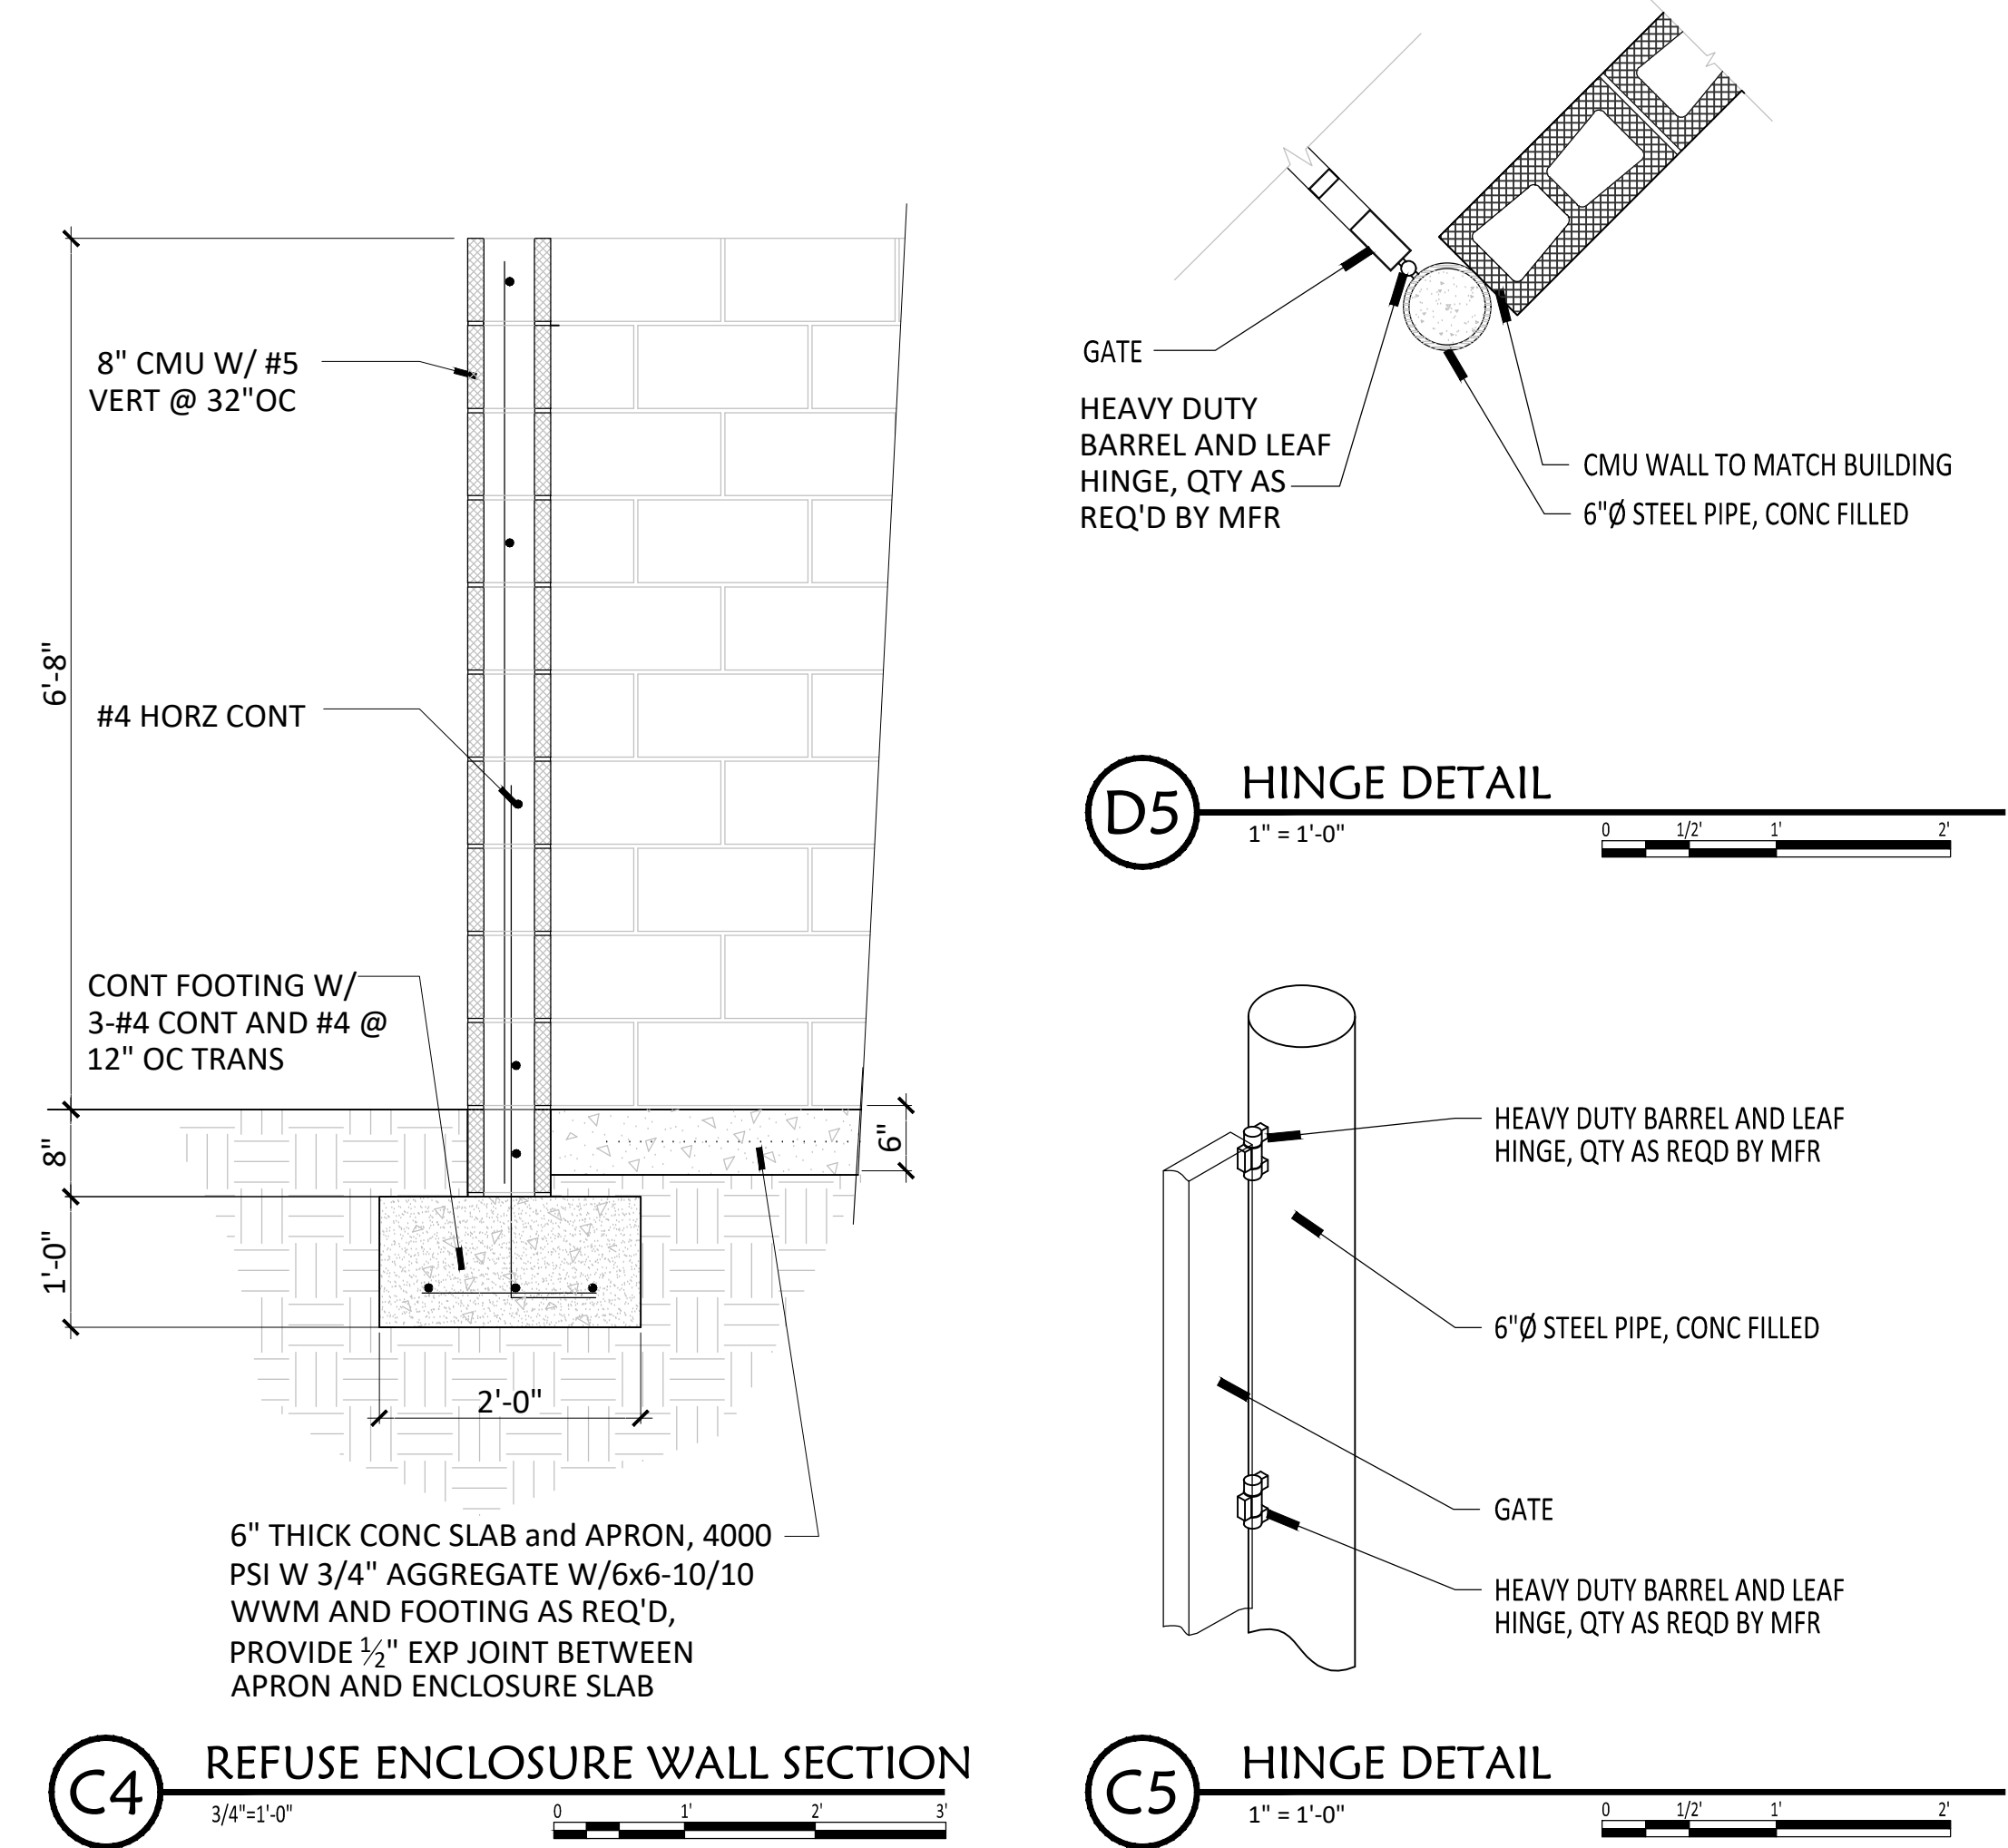 6'-8"
8" CMU W/ #5
VERT @ 32"OC
#4 HORZ CONT
CONT FOOTING W/
3-#4 CONT AND #4 @
12" OC TRANS
8"
6"
1'-0"
2'-0"
6" THICK CONC SLAB and APRON, 4000
PSI W 3/4" AGGREGATE W/6x6-10/10
WWM AND FOOTING AS REQ'D,
PROVIDE ½" EXP JOINT BETWEEN
APRON AND ENCLOSURE SLAB
C4
REFUSE ENCLOSURE WALL SECTION
3/4"=1'-0"
0 1' 2' 3'
GATE
HEAVY DUTY
BARREL AND LEAF
HINGE, QTY AS
REQ'D BY MFR
CMU WALL TO MATCH BUILDING
6"Ø STEEL PIPE, CONC FILLED
D5
HINGE DETAIL
1" = 1'-0"
0 1/2' 1' 2'
HEAVY DUTY BARREL AND LEAF
HINGE, QTY AS REQD BY MFR
6"Ø STEEL PIPE, CONC FILLED
GATE
HEAVY DUTY BARREL AND LEAF
HINGE, QTY AS REQD BY MFR
C5
HINGE DETAIL
1" = 1'-0"
0 1/2' 1' 2'